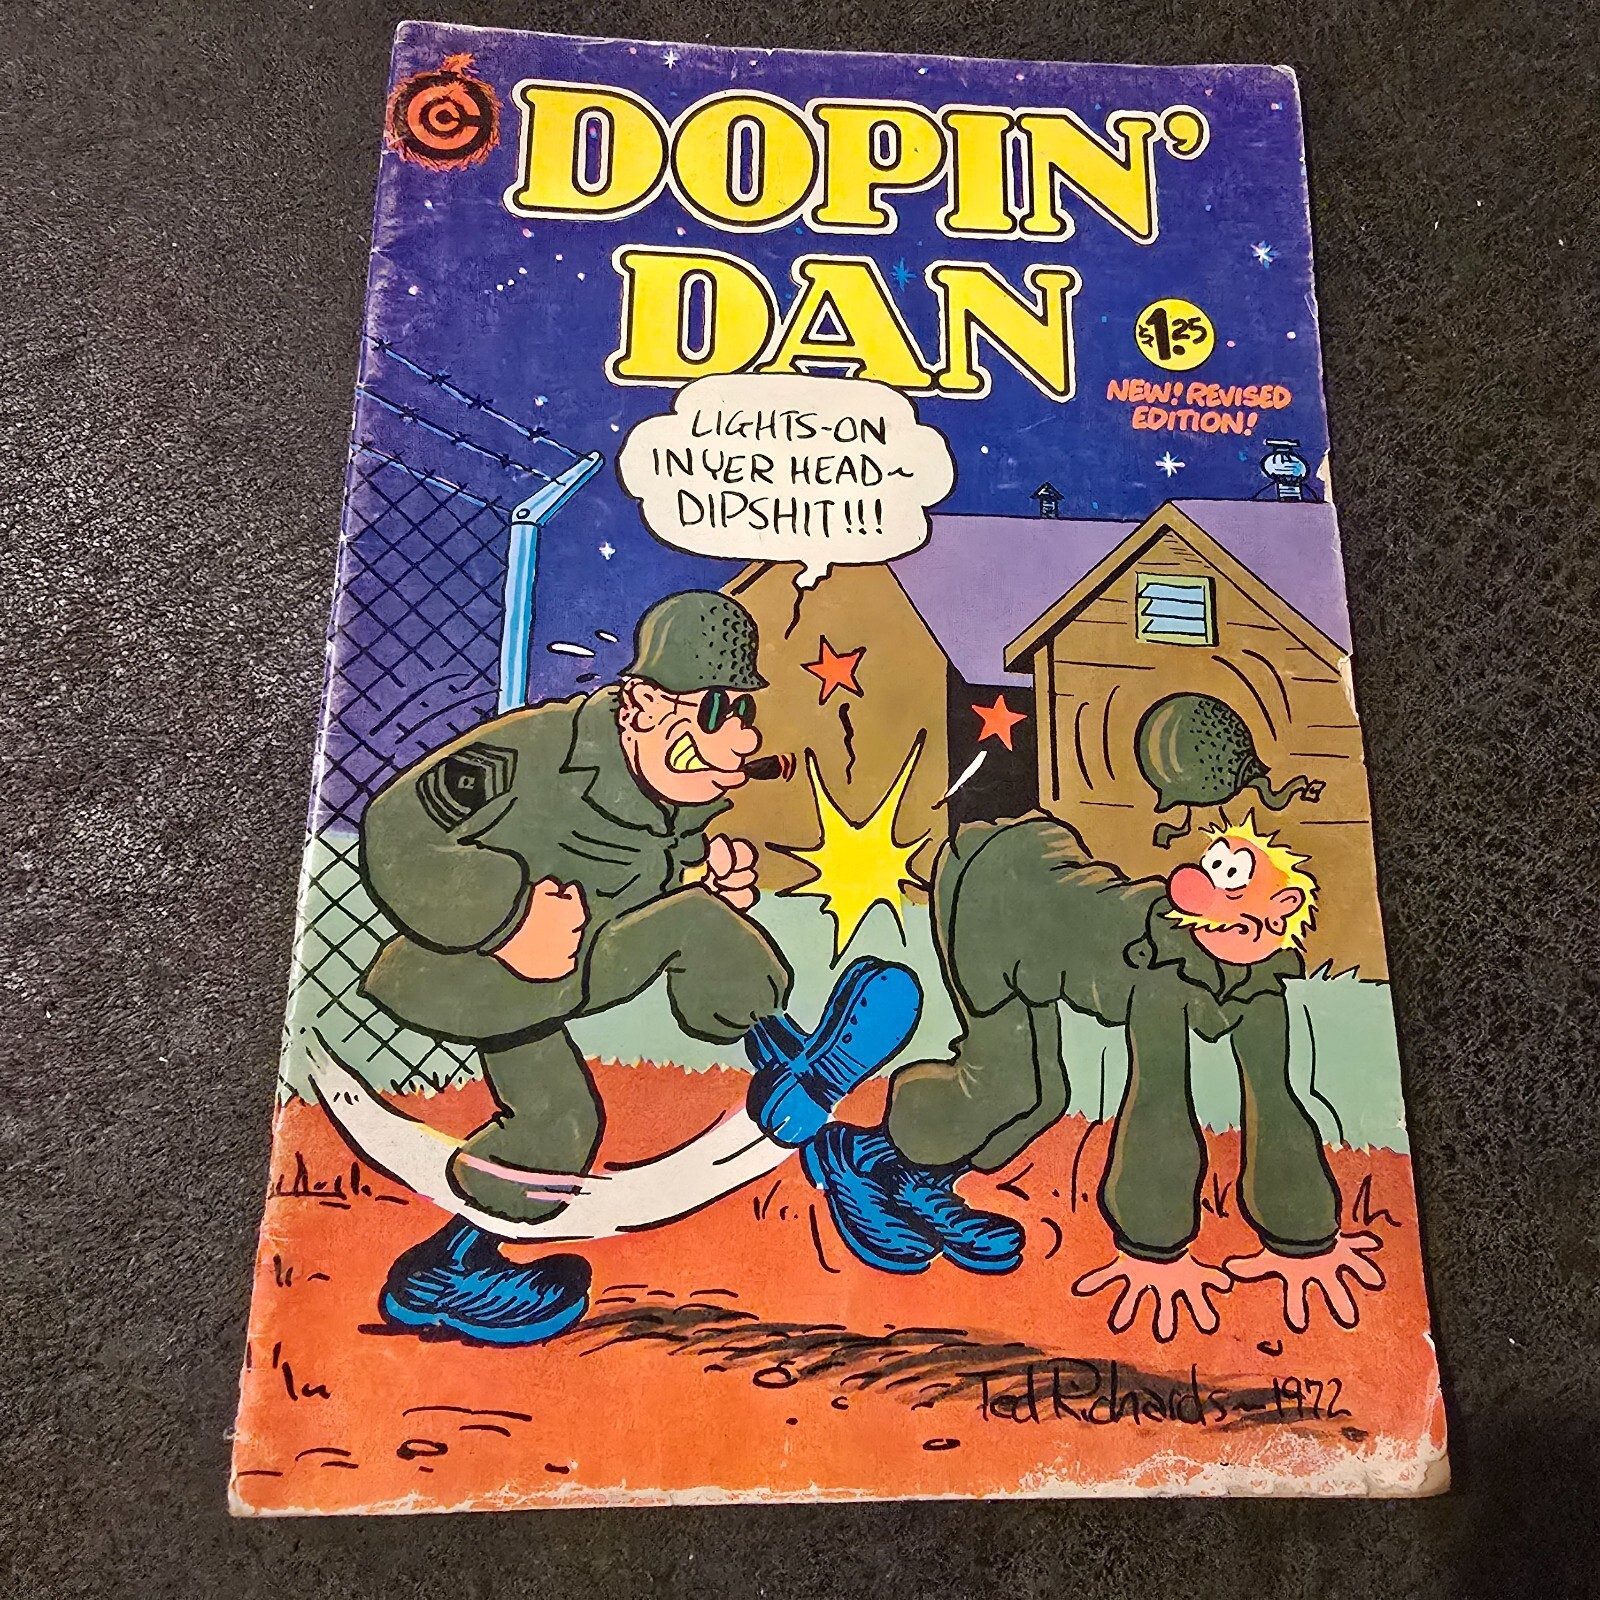 DOPIN'
DAN
$1.25
NEW! REVISED
EDITION!
LIGHTS-ON
IN YER HEAD~
DIPSHIT!!!
Ted Richards~1972